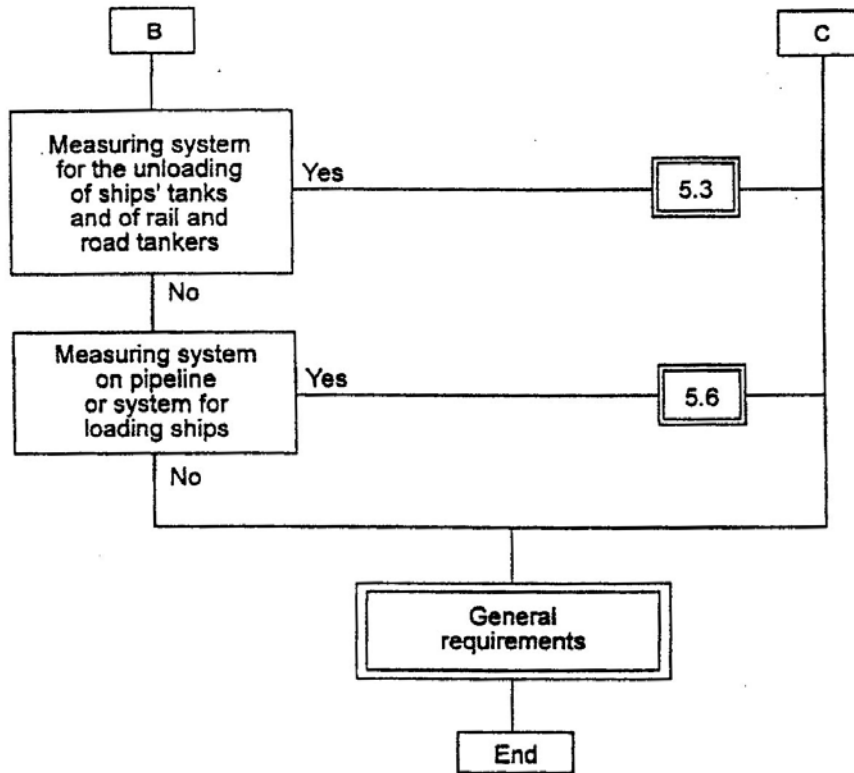 B
C
Measuring system
for the unloading
of ships' tanks
and of rail and
road tankers
Yes
5.3
No
Measuring system
on pipeline
or system for
loading ships
Yes
5.6
No
General
requirements
End